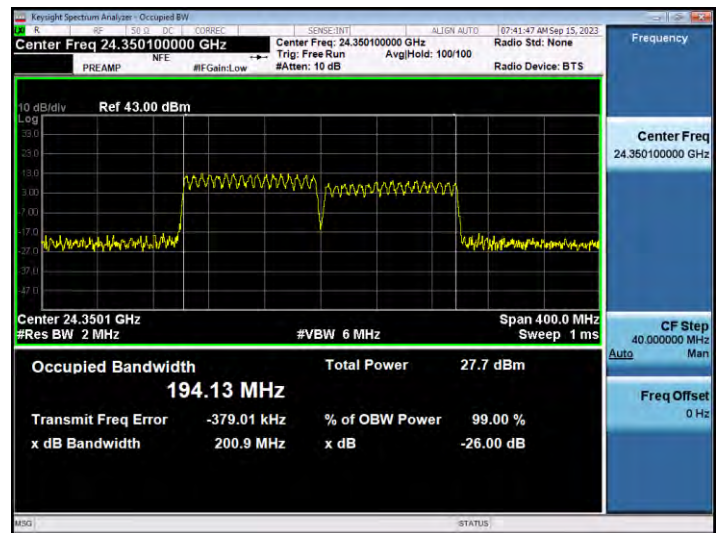 Keysight Spectrum Analyzer - Occupied BW
R RF 50 Ω DC CORREC SENSE:INT ALIGN AUTO 07:41:47 AM Sep 15, 2023
Center Freq 24.350100000 GHz
Center Freq: 24.350100000 GHz
Radio Std: None
NFE
Trig: Free Run Avg|Hold: 100/100
PREAMP #IFGain:Low #Atten: 10 dB Radio Device: BTS
Frequency
10 dB/div Ref 43.00 dBm
Log
33.0
23.0
13.0
3.00
-7.00
-17.0
-27.0
-37.0
-47.0
Center Freq
24.350100000 GHz
Center 24.3501 GHz Span 400.0 MHz
#Res BW 2 MHz #VBW 6 MHz Sweep 1 ms
CF Step
40.000000 MHz
Auto Man
Occupied Bandwidth Total Power 27.7 dBm
194.13 MHz
Transmit Freq Error -379.01 kHz % of OBW Power 99.00 %
x dB Bandwidth 200.9 MHz x dB -26.00 dB
Freq Offset
0 Hz
MSG STATUS